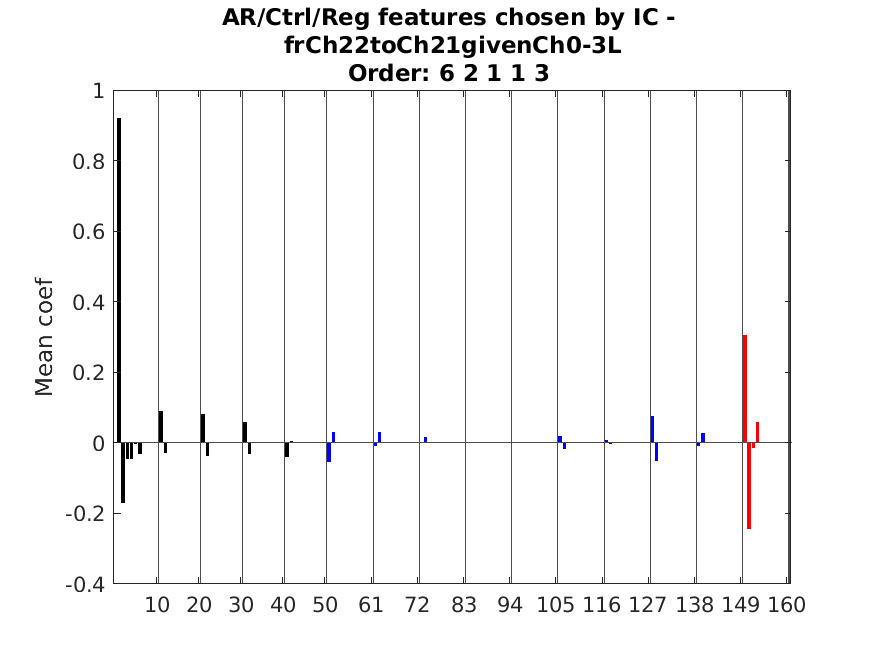 AR/Ctrl/Reg features chosen by IC -
frCh22toCh21givenCh0-3L
Order: 6 2 1 1 3
1
0.8
0.6
0.4
0.2
0
-0.2
-0.4
Mean coef
10 20 30 40 50 61 72 83 94 105 116 127 138 149 160